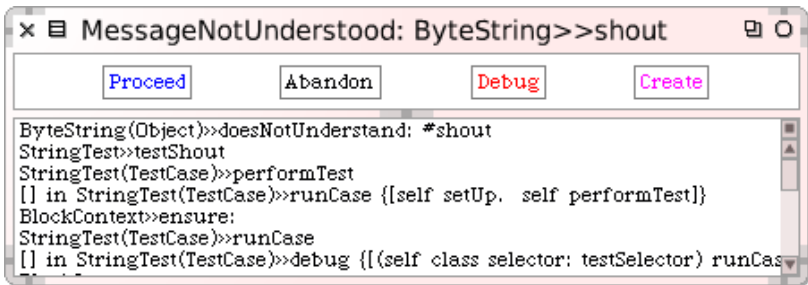 MessageNotUnderstood: ByteString>>shout
Proceed Abandon Debug Create
ByteString(Object)»doesNotUnderstand: #shout
StringTest»testShout
StringTest(TestCase)»performTest
[] in StringTest(TestCase)»runCase {[self setUp. self performTest]}
BlockContext»ensure:
StringTest(TestCase)»runCase
[] in StringTest(TestCase)»debug {[(self class selector: testSelector) runCas